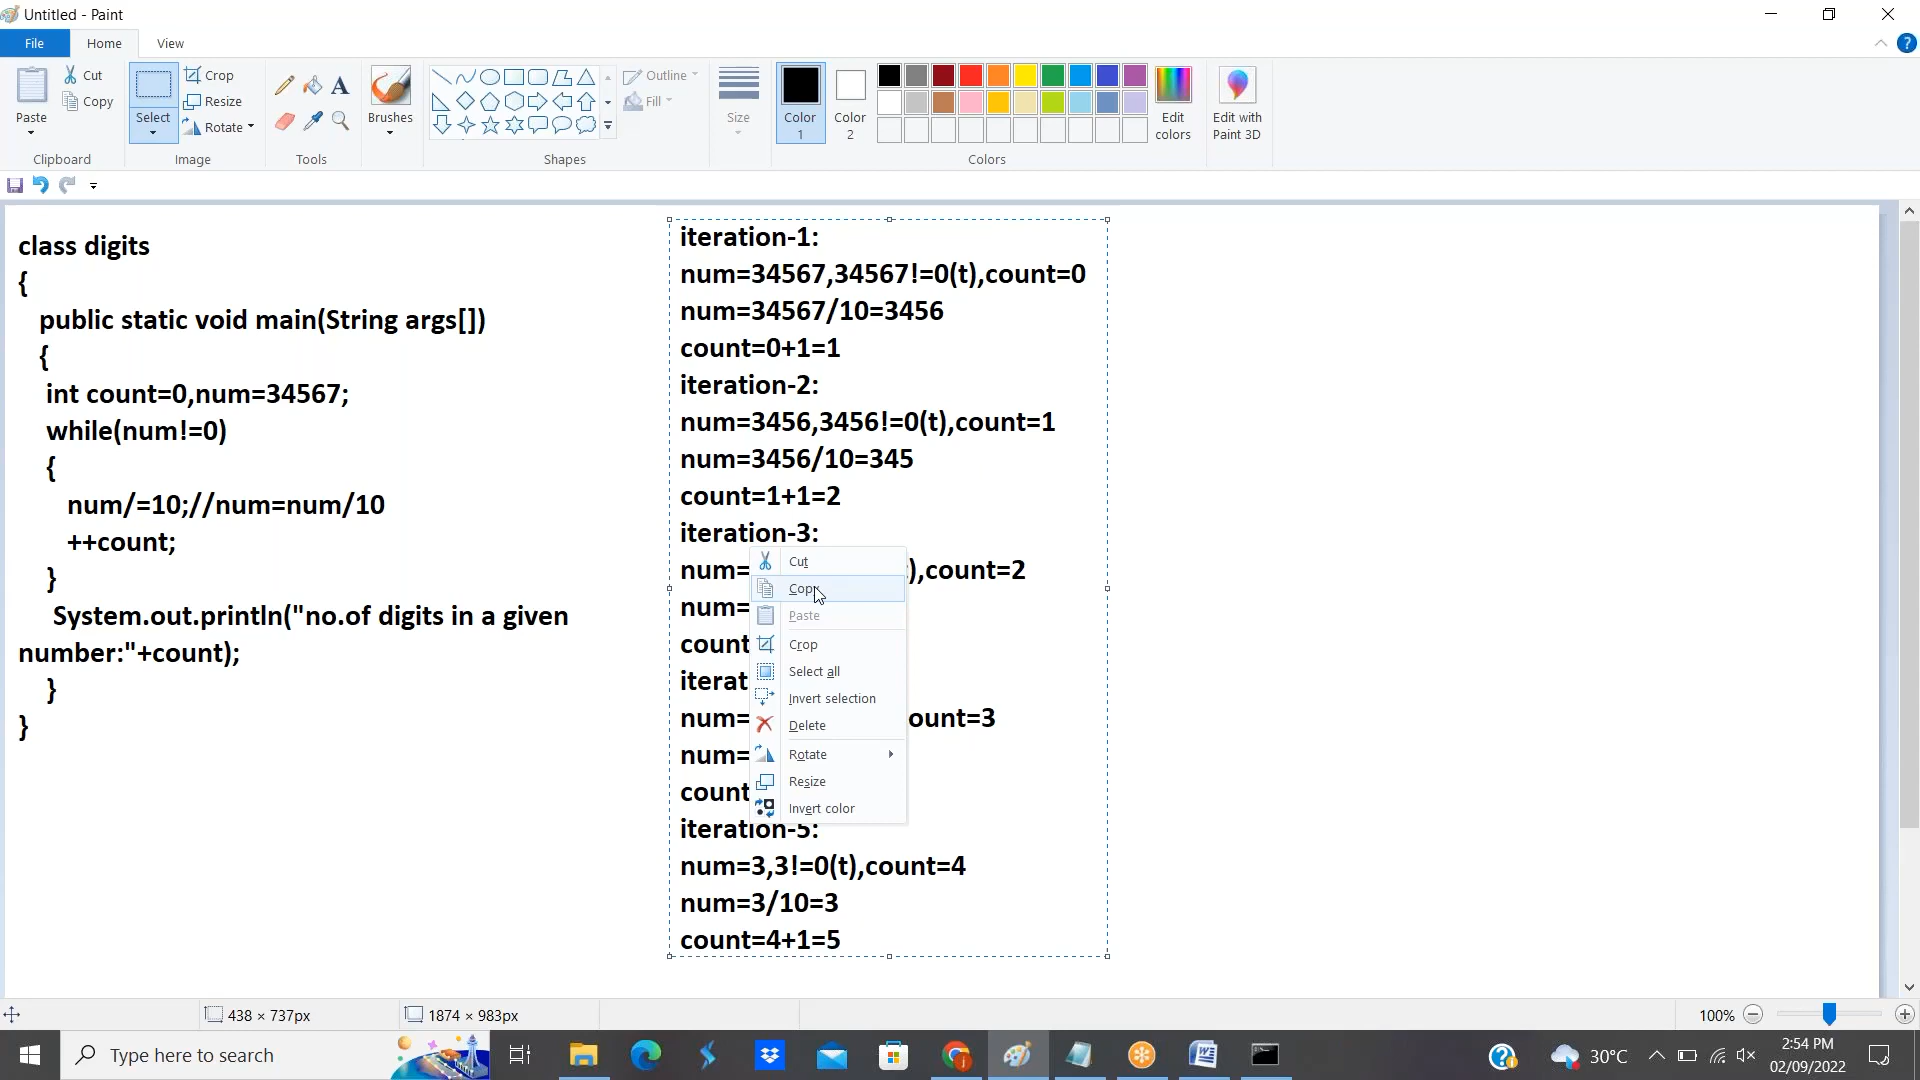 Untitled - Paint
File
Home
View
Paste
Cut
Copy
Clipboard
Select
Crop
Resize
Rotate
Image
Tools
Brushes
Shapes
Outline
Fill
Size
Color
1
Color
2
Colors
Edit
colors
Edit with
Paint 3D
class digits
{
public static void main(String args[])
{
int count=0,num=34567;
while(num!=0)
{
num/=10;//num=num/10
++count;
}
System.out.println("no.of digits in a given
number:"+count);
}
}
iteration-1:
num=34567,34567!=0(t),count=0
num=34567/10=3456
count=0+1=1
iteration-2:
num=3456,3456!=0(t),count=1
num=3456/10=345
count=1+1=2
iteration-3:
num= ),count=2
num=
count
iterat
num= ount=3
num=
count
iteration-5:
num=3,3!=0(t),count=4
num=3/10=3
count=4+1=5
Cut
Copy
Paste
Crop
Select all
Invert selection
Delete
Rotate
Resize
Invert color
438 × 737px
1874 × 983px
100%
Type here to search
30°C
2:54 PM
02/09/2022